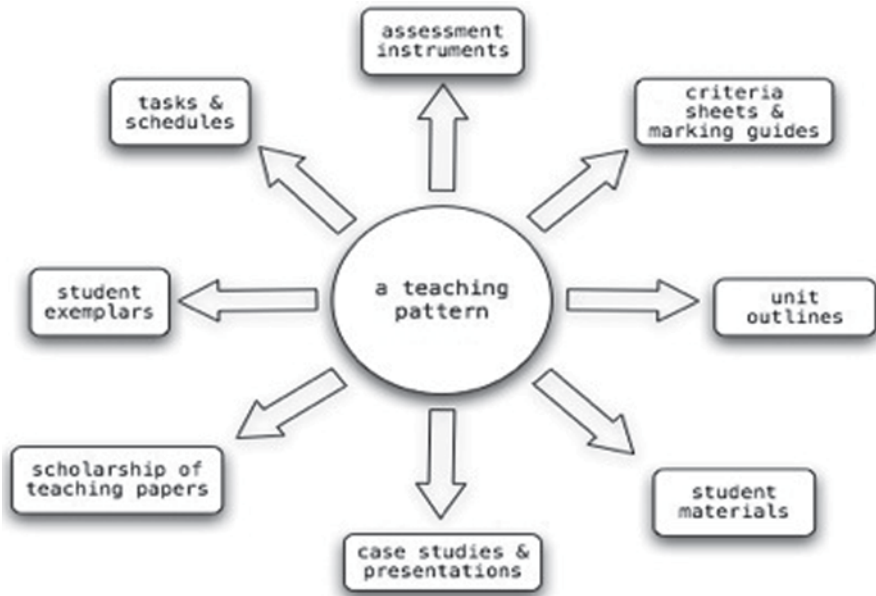 assessment
instruments
tasks &
schedules
criteria
sheets &
marking guides
student
exemplars
a teaching
pattern
unit
outlines
scholarship of
teaching papers
student
materials
case studies &
presentations